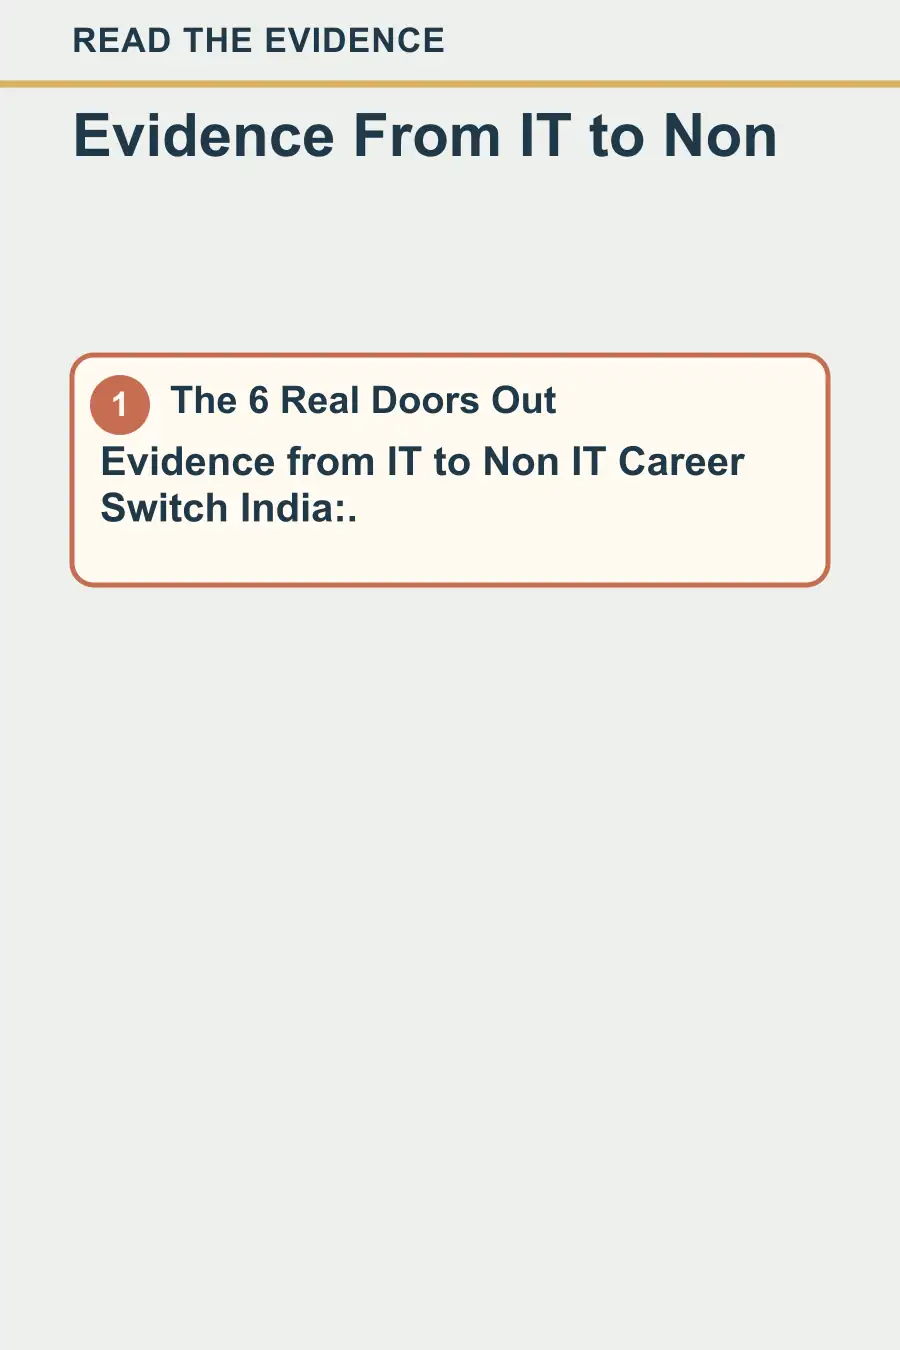 READ THE EVIDENCE
Evidence From IT to Non
1 The 6 Real Doors Out
Evidence from IT to Non IT Career
Switch India:.